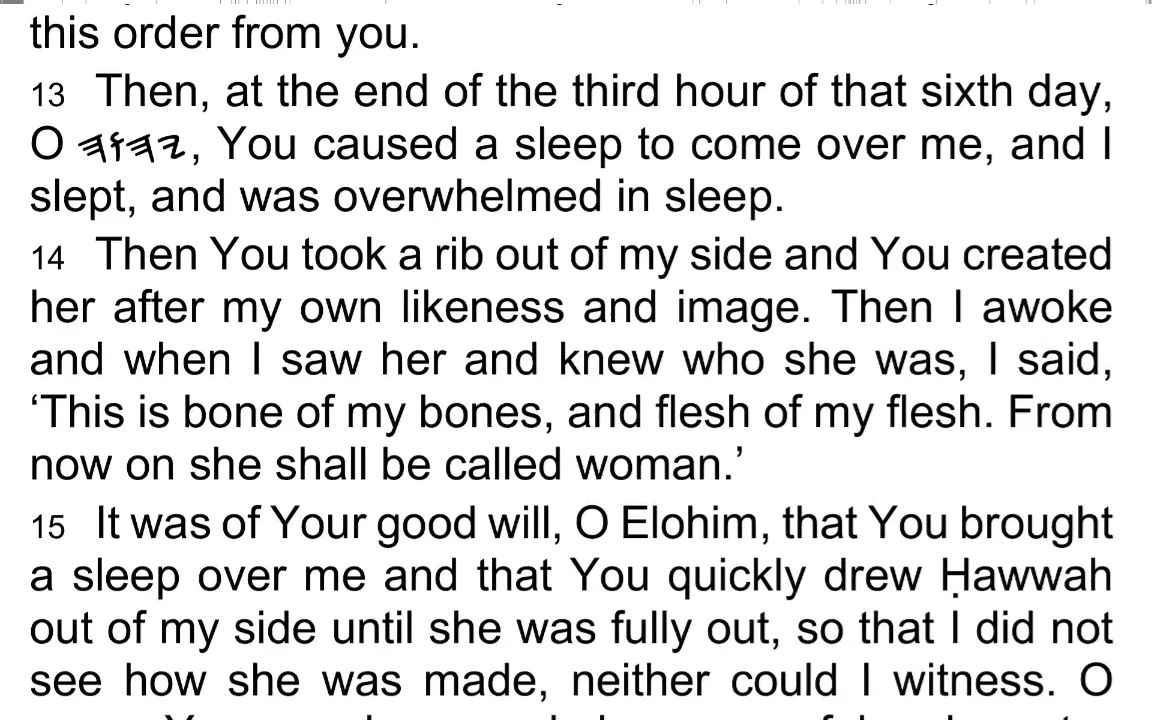 this order from you.
13 Then, at the end of the third hour of that sixth day,
O 𐤉𐤄𐤅𐤄, You caused a sleep to come over me, and I
slept, and was overwhelmed in sleep.
14 Then You took a rib out of my side and You created
her after my own likeness and image. Then I awoke
and when I saw her and knew who she was, I said,
‘This is bone of my bones, and flesh of my flesh. From
now on she shall be called woman.’
15 It was of Your good will, O Elohim, that You brought
a sleep over me and that You quickly drew Ḥawwah
out of my side until she was fully out, so that I did not
see how she was made, neither could I witness. O